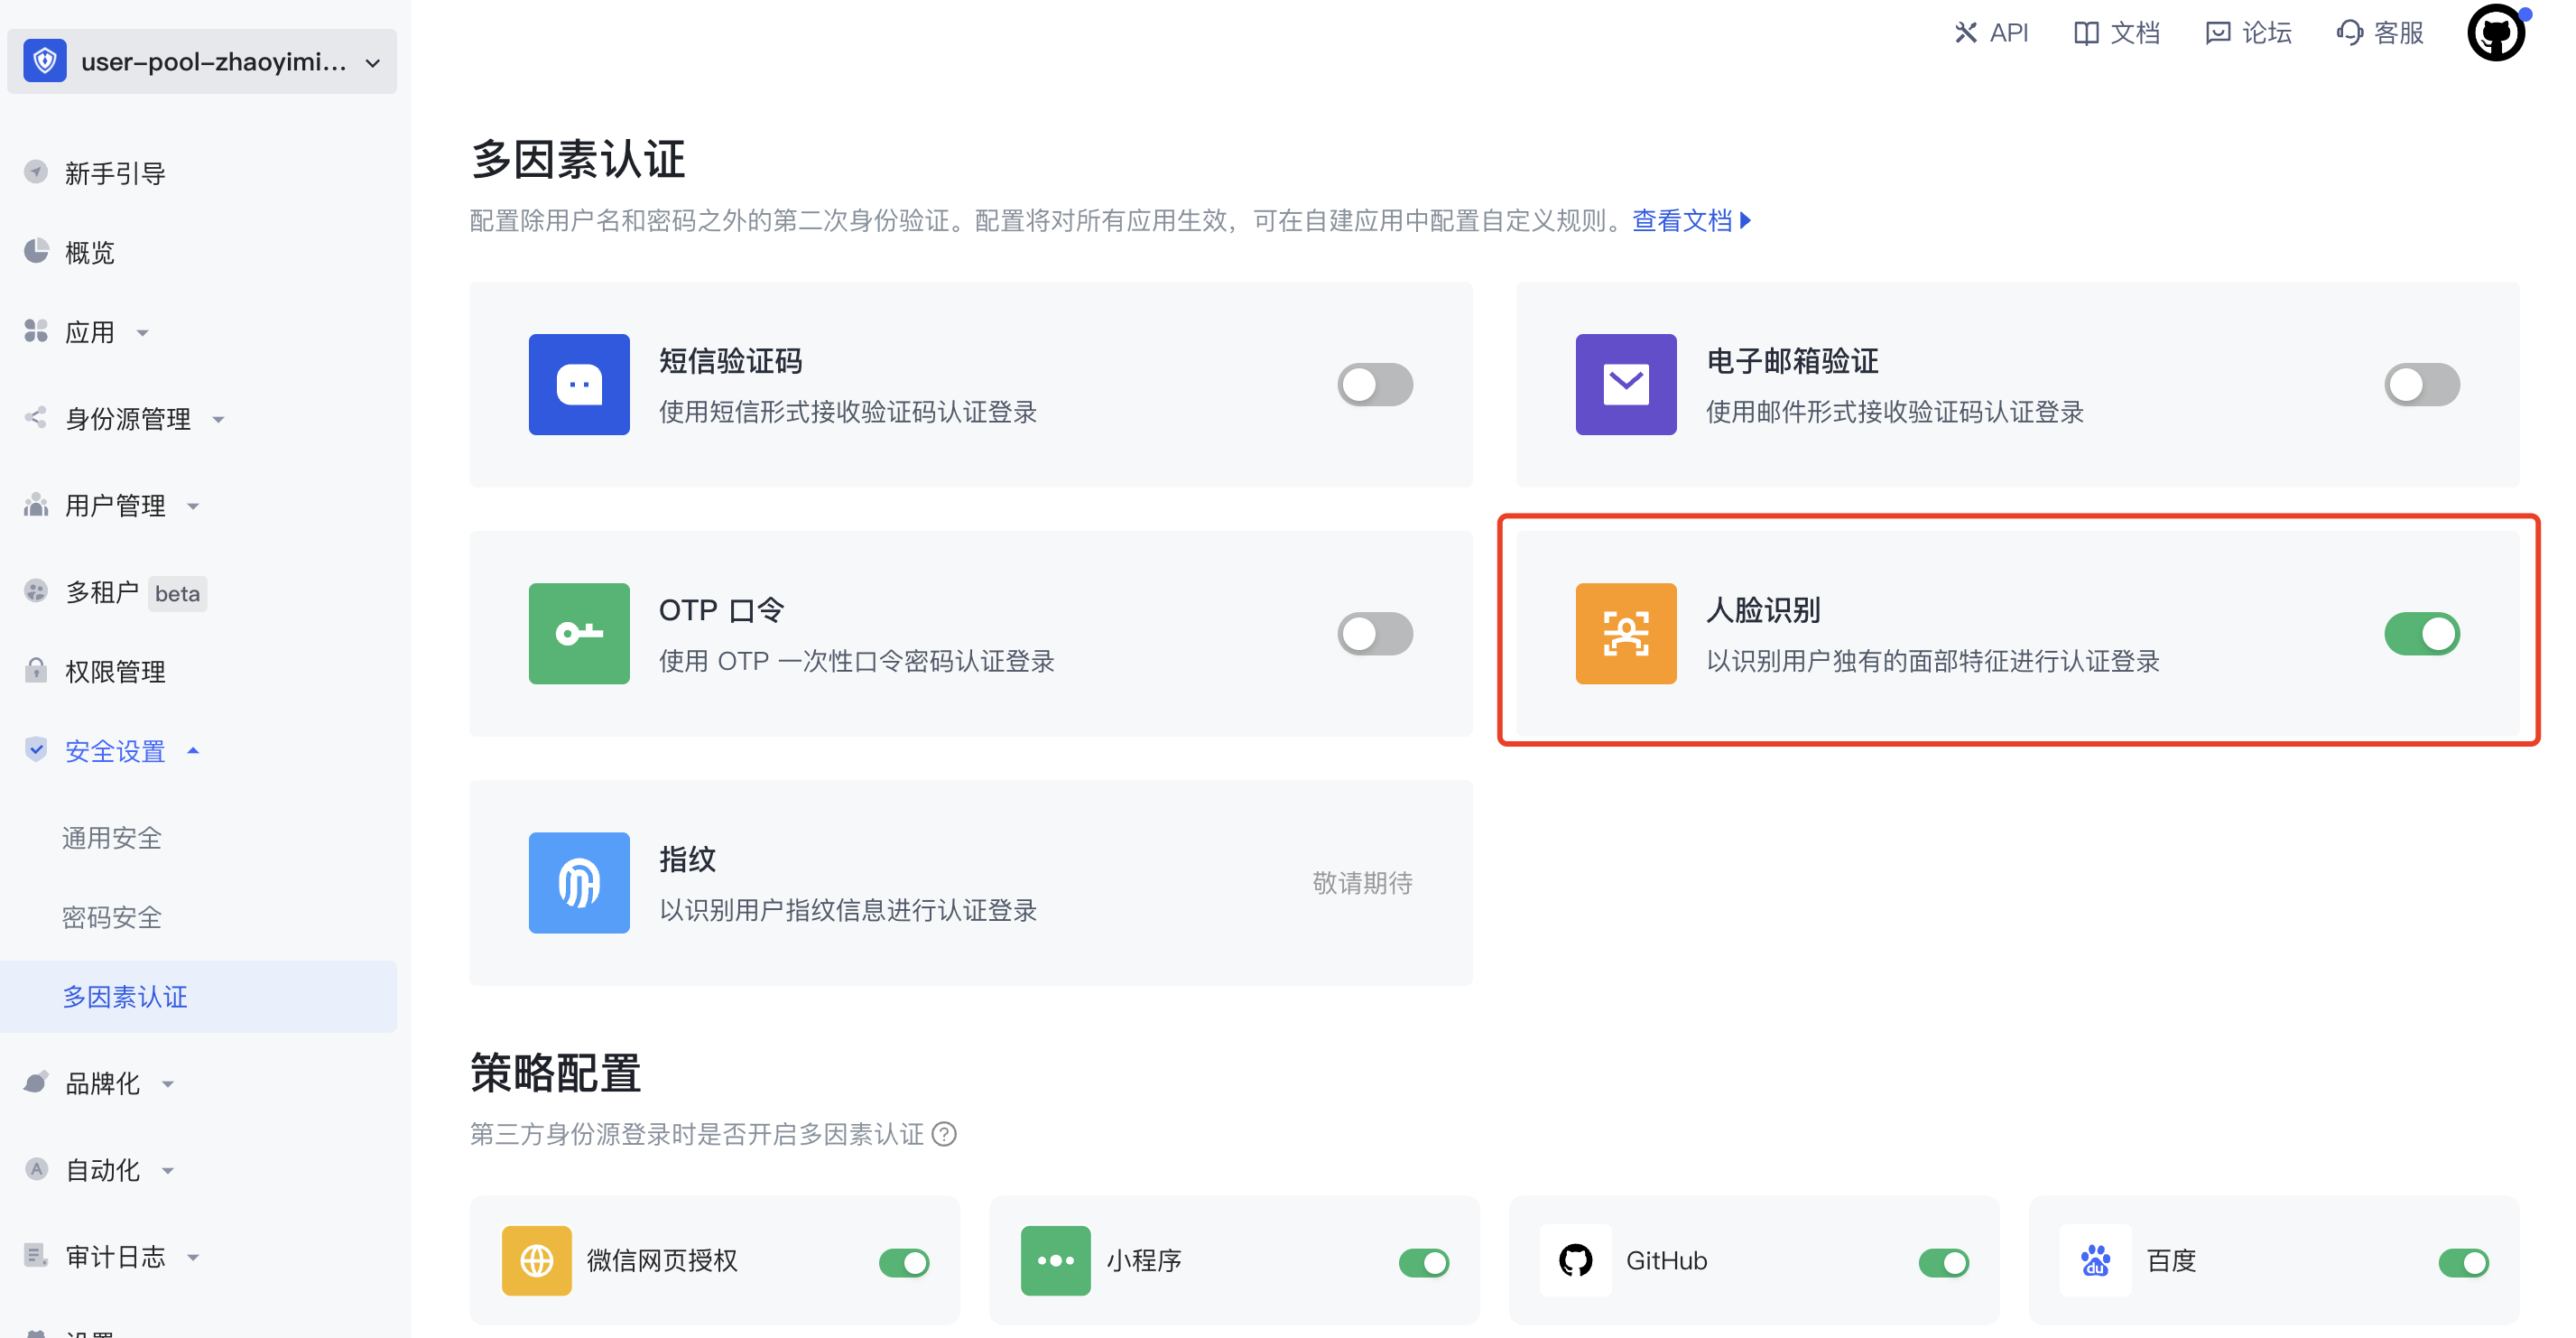 user-pool-zhaoyimi...
API
文档
论坛
客服
新手引导
概览
应用
身份源管理
用户管理
多租户 beta
权限管理
安全设置
通用安全
密码安全
多因素认证
品牌化
自动化
A
审计日志
设置
多因素认证
配置除用户名和密码之外的第二次身份验证。配置将对所有应用生效，可在自建应用中配置自定义规则。查看文档
短信验证码
使用短信形式接收验证码认证登录
电子邮箱验证
使用邮件形式接收验证码认证登录
OTP 口令
使用 OTP 一次性口令密码认证登录
人脸识别
以识别用户独有的面部特征进行认证登录
指纹
以识别用户指纹信息进行认证登录
敬请期待
策略配置
第三方身份源登录时是否开启多因素认证 ?
微信网页授权
小程序
GitHub
du
百度